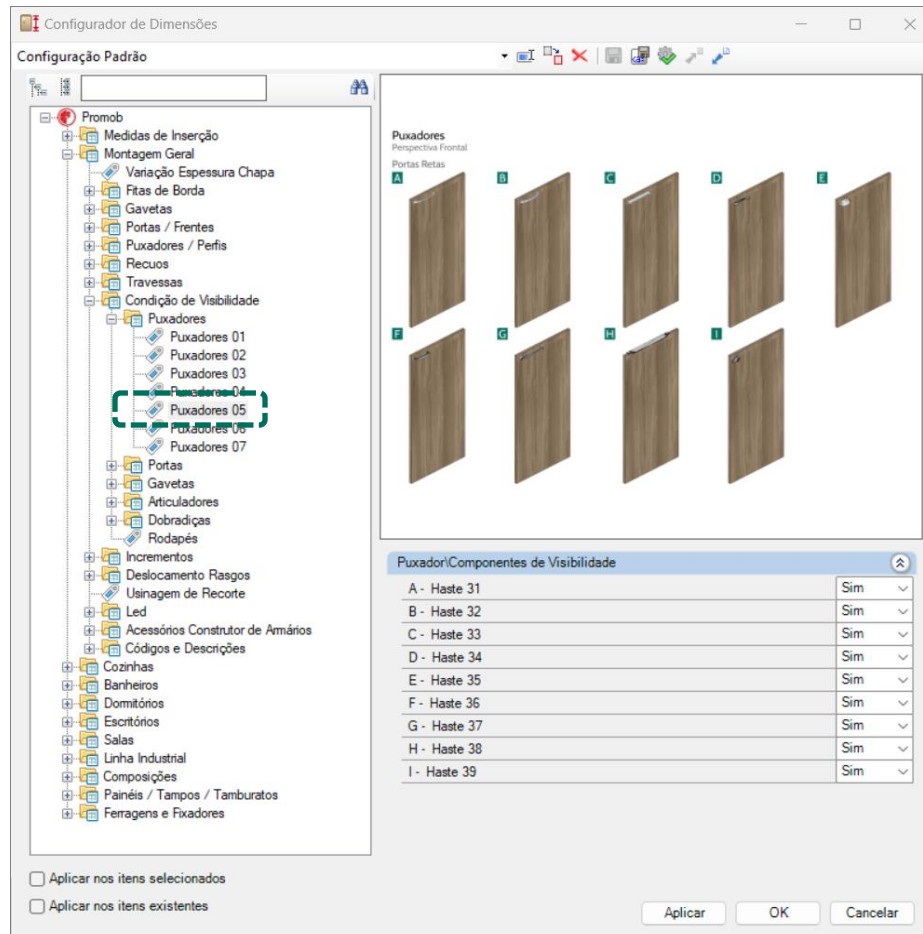 Configurador de Dimensões
Configuração Padrão
Promob
Medidas de Inserção
Montagem Geral
Variação Espessura Chapa
Fitas de Borda
Gavetas
Portas / Frentes
Puxadores / Perfis
Recuos
Travessas
Condição de Visibilidade
Puxadores
Puxadores 01
Puxadores 02
Puxadores 03
Puxadores 04
Puxadores 05
Puxadores 06
Puxadores 07
Portas
Gavetas
Articuladores
Dobradiças
Rodapés
Incrementos
Deslocamento Rasgos
Usinagem de Recorte
Led
Acessórios Construtor de Armários
Códigos e Descrições
Cozinhas
Banheiros
Dormitórios
Escritórios
Salas
Linha Industrial
Composições
Painéis / Tampos / Tamburatos
Ferragens e Fixadores
Puxadores
Perspectiva Frontal
Portas Retas
A B C D E
F G H I
Puxador\Componentes de Visibilidade
A - Haste 31 Sim
B - Haste 32 Sim
C - Haste 33 Sim
D - Haste 34 Sim
E - Haste 35 Sim
F - Haste 36 Sim
G - Haste 37 Sim
H - Haste 38 Sim
I - Haste 39 Sim
Aplicar nos itens selecionados
Aplicar nos itens existentes
Aplicar OK Cancelar